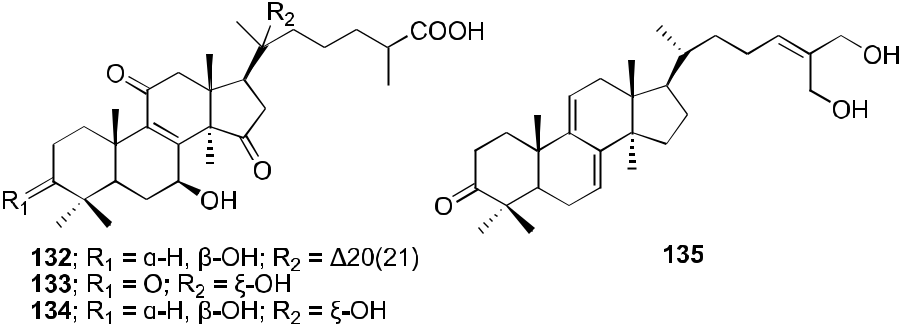 R2
COOH
O
O
OH
R1
OH
OH
O
132; R1 = α-H, β-OH; R2 = Δ20(21)
133; R1 = O; R2 = ξ-OH
134; R1 = α-H, β-OH; R2 = ξ-OH
135